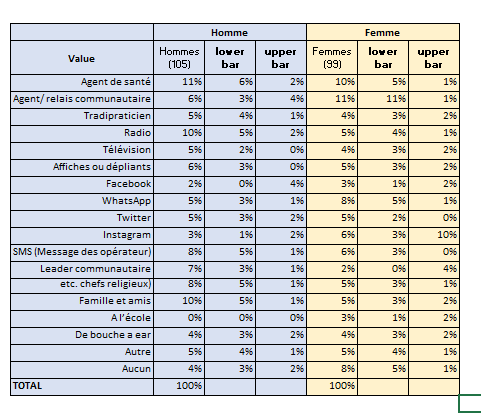 Homme Femme
Value Hommes (105) lower bar upper bar Femmes (99) lower bar upper bar
Agent de santé 11% 6% 2% 10% 5% 1%
Agent/ relais communautaire 6% 3% 4% 11% 11% 1%
Tradipraticien 5% 4% 1% 4% 3% 2%
Radio 10% 5% 2% 5% 4% 1%
Télévision 5% 2% 0% 4% 3% 2%
Affiches ou dépliants 6% 3% 0% 5% 3% 2%
Facebook 2% 0% 4% 3% 1% 2%
WhatsApp 5% 3% 1% 8% 5% 1%
Twitter 5% 3% 2% 5% 2% 0%
Instagram 3% 1% 2% 6% 3% 10%
SMS (Message des opérateur) 8% 5% 1% 6% 3% 0%
Leader communautaire 7% 3% 1% 2% 0% 4%
etc. chefs religieux) 8% 5% 1% 5% 3% 1%
Famille et amis 10% 5% 1% 5% 3% 2%
A l'école 0% 0% 0% 3% 1% 2%
De bouche a ear 4% 3% 2% 4% 3% 2%
Autre 5% 4% 1% 5% 4% 1%
Aucun 4% 3% 2% 8% 5% 1%
TOTAL 100% 100%